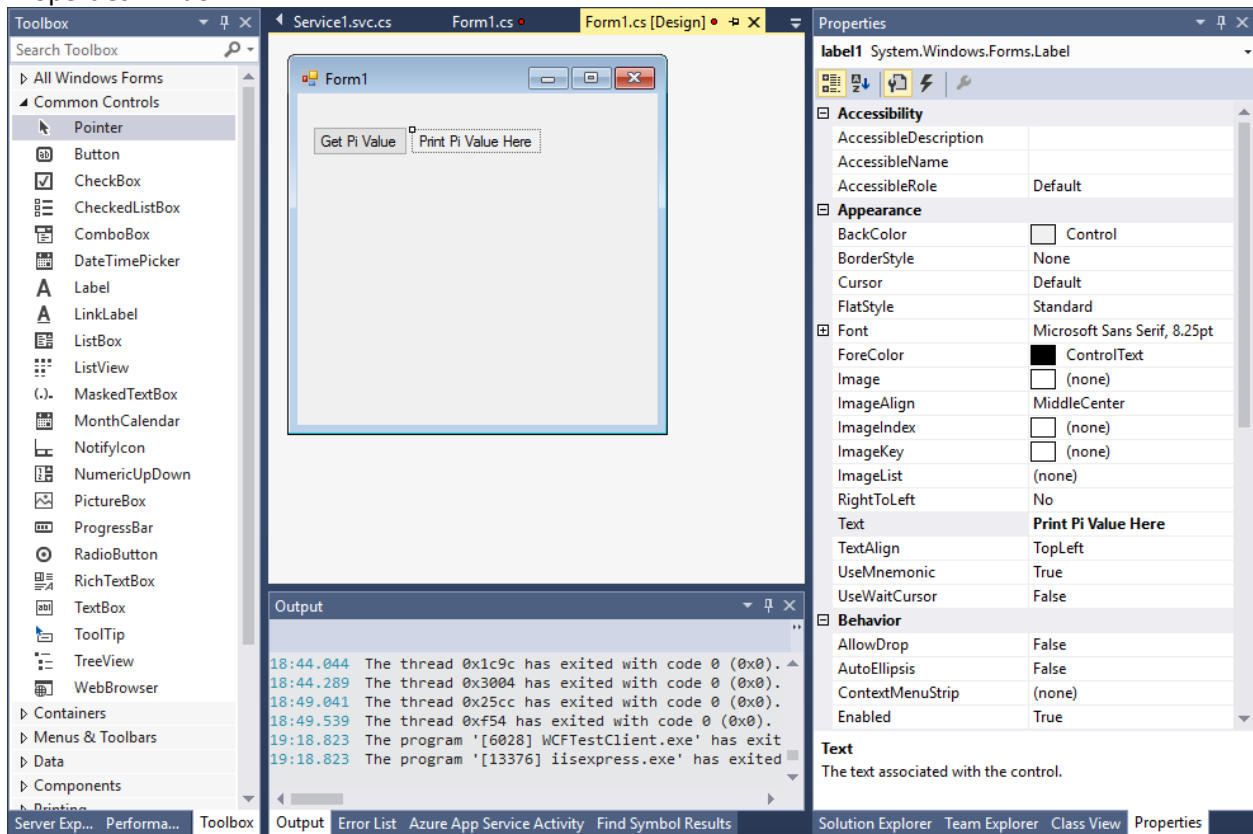 Toolbox
Search Toolbox
All Windows Forms
Common Controls
Pointer
Button
CheckBox
CheckedListBox
ComboBox
DateTimePicker
Label
LinkLabel
ListBox
ListView
MaskedTextBox
MonthCalendar
NotifyIcon
NumericUpDown
PictureBox
ProgressBar
RadioButton
RichTextBox
TextBox
ToolTip
TreeView
WebBrowser
Containers
Menus & Toolbars
Data
Components
Server Exp... Performa... Toolbox
Service1.svc.cs Form1.cs Form1.cs [Design]
Form1
Get Pi Value Print Pi Value Here
Output
18:44.044 The thread 0x1c9c has exited with code 0 (0x0).
18:44.289 The thread 0x3004 has exited with code 0 (0x0).
18:49.041 The thread 0x25cc has exited with code 0 (0x0).
18:49.539 The thread 0xf54 has exited with code 0 (0x0).
19:18.823 The program '[6028] WCFTestClient.exe' has exit
19:18.823 The program '[13376] iisexpress.exe' has exited
Output Error List Azure App Service Activity Find Symbol Results
Properties
label1 System.Windows.Forms.Label
Accessibility
AccessibleDescription
AccessibleName
AccessibleRole Default
Appearance
BackColor Control
BorderStyle None
Cursor Default
FlatStyle Standard
Font Microsoft Sans Serif, 8.25pt
ForeColor ControlText
Image (none)
ImageAlign MiddleCenter
ImageIndex (none)
ImageKey (none)
ImageList (none)
RightToLeft No
Text Print Pi Value Here
TextAlign TopLeft
UseMnemonic True
UseWaitCursor False
Behavior
AllowDrop False
AutoEllipsis False
ContextMenuStrip (none)
Enabled True
Text
The text associated with the control.
Solution Explorer Team Explorer Class View Properties